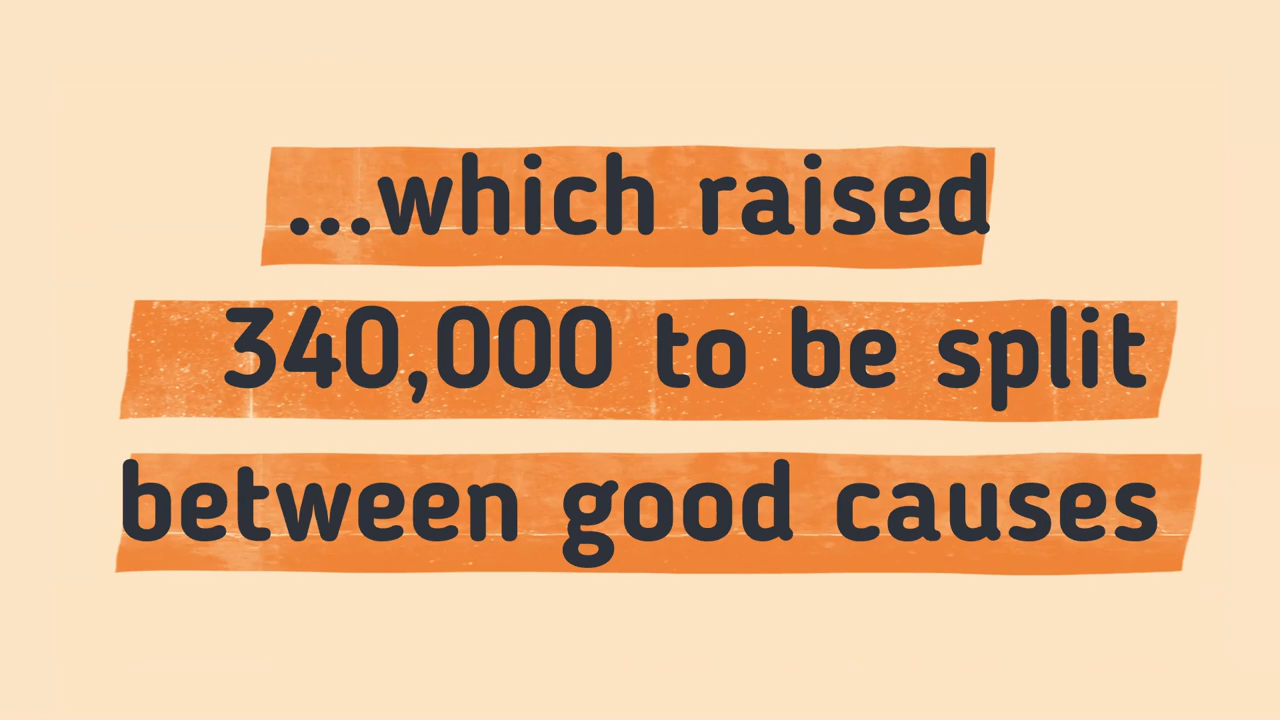 ...which raised
340,000 to be split
between good causes